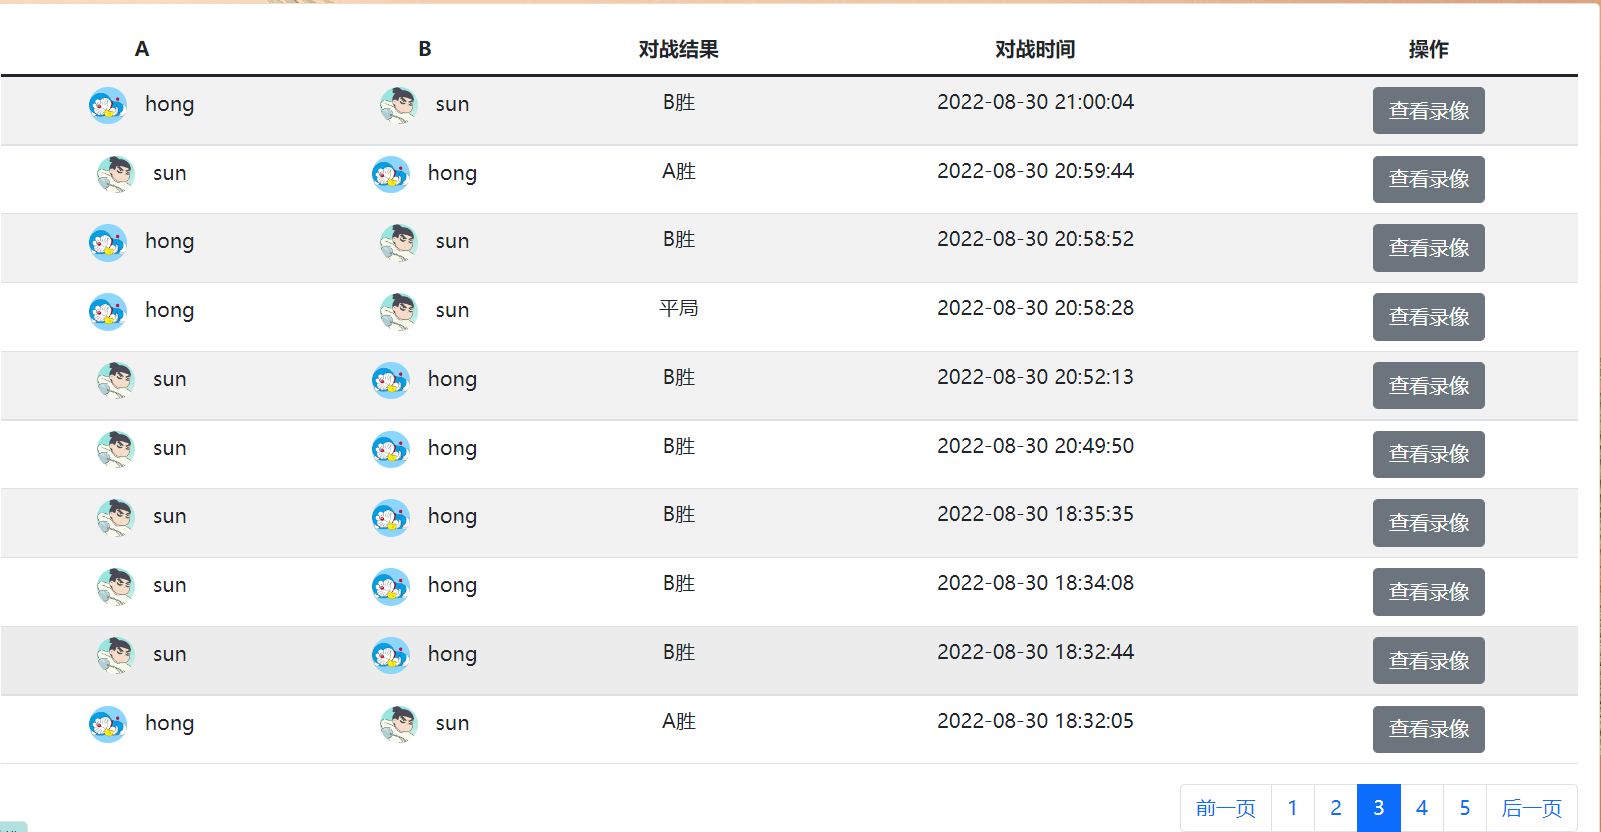 A B 对战结果 对战时间 操作
hong sun B胜 2022-08-30 21:00:04 查看录像
sun hong A胜 2022-08-30 20:59:44 查看录像
hong sun B胜 2022-08-30 20:58:52 查看录像
hong sun 平局 2022-08-30 20:58:28 查看录像
sun hong B胜 2022-08-30 20:52:13 查看录像
sun hong B胜 2022-08-30 20:49:50 查看录像
sun hong B胜 2022-08-30 18:35:35 查看录像
sun hong B胜 2022-08-30 18:34:08 查看录像
sun hong B胜 2022-08-30 18:32:44 查看录像
hong sun A胜 2022-08-30 18:32:05 查看录像
前一页 1 2 3 4 5 后一页